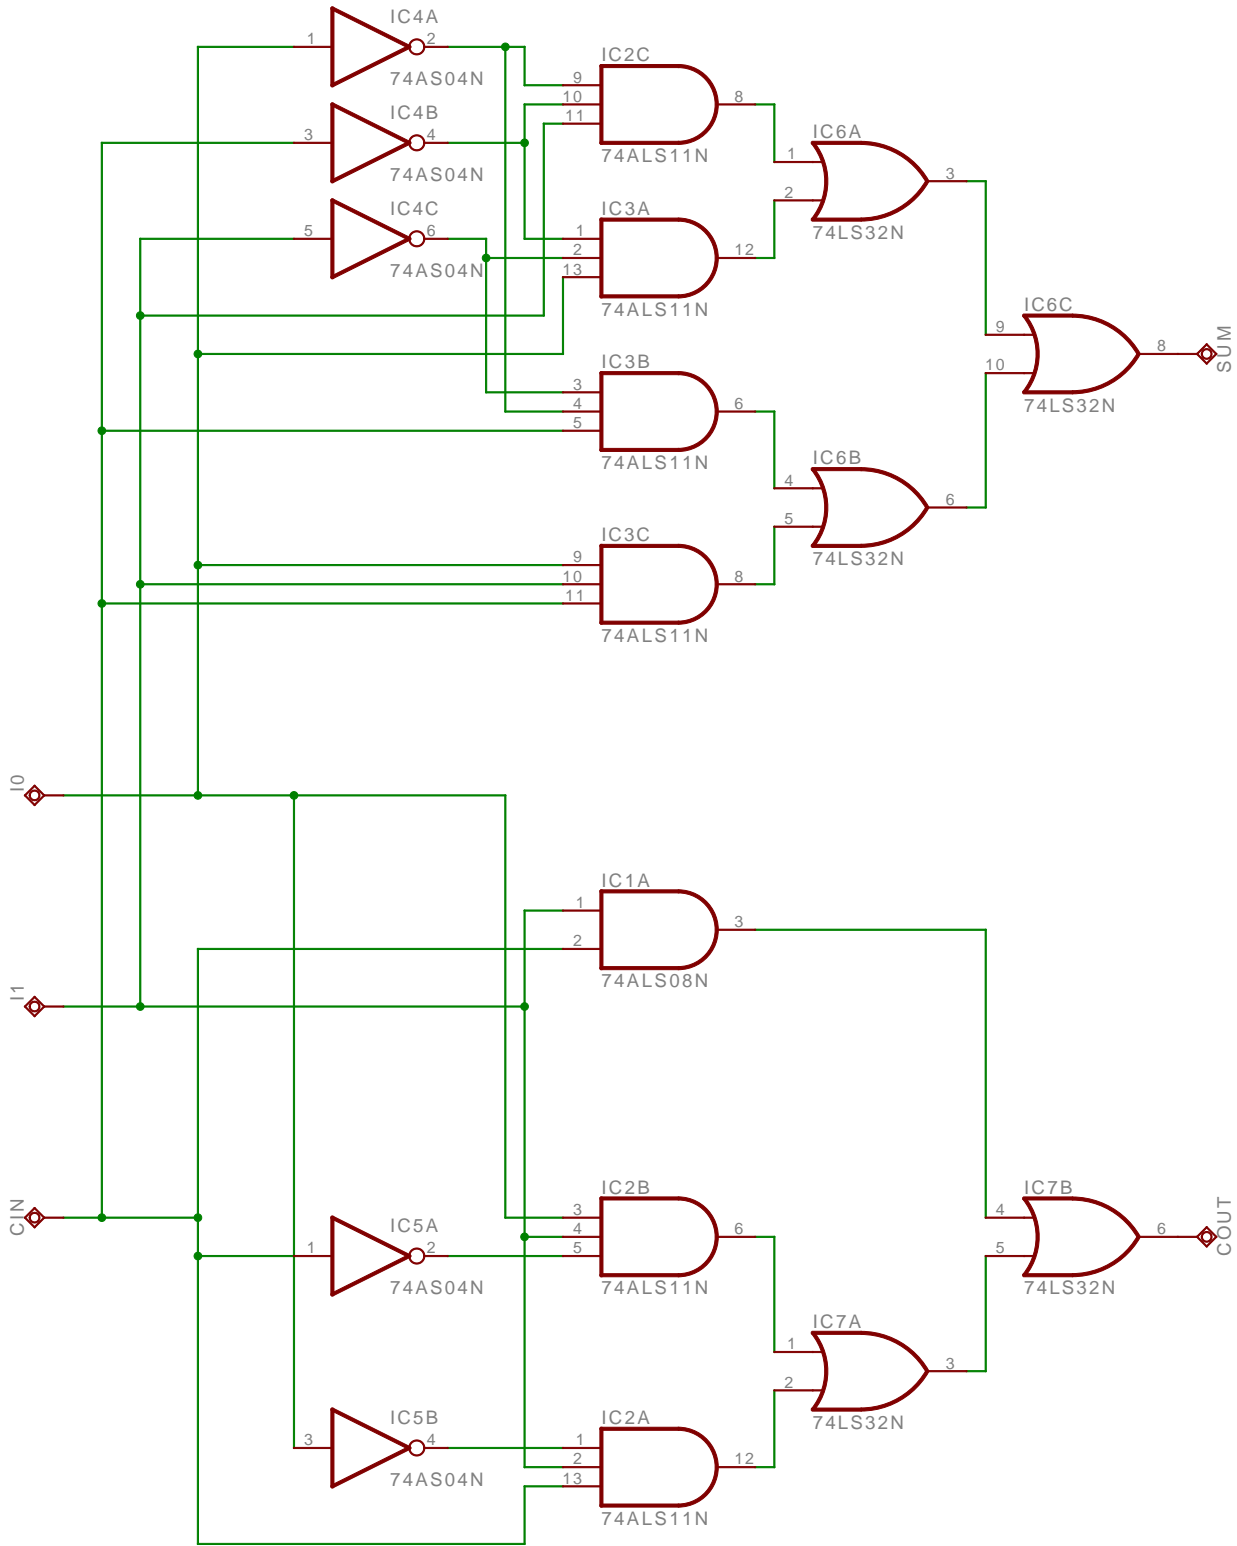 IC4A
1
2
74AS04N
IC4B
3
4
74AS04N
IC4C
5
6
74AS04N
IC2C
9
10
11
8
74ALS11N
IC3A
1
2
13
12
74ALS11N
IC6A
1
2
3
74LS32N
IC3B
3
4
5
6
74ALS11N
IC6C
9
10
8
74LS32N
SUM
IC6B
4
5
6
74LS32N
IC3C
9
10
11
8
74ALS11N
I0
I1
CIN
IC1A
1
2
3
74ALS08N
IC5A
1
2
74AS04N
IC2B
3
4
5
6
74ALS11N
IC7B
4
5
6
74LS32N
COUT
IC7A
1
2
3
74LS32N
IC5B
3
4
74AS04N
IC2A
1
2
13
12
74ALS11N